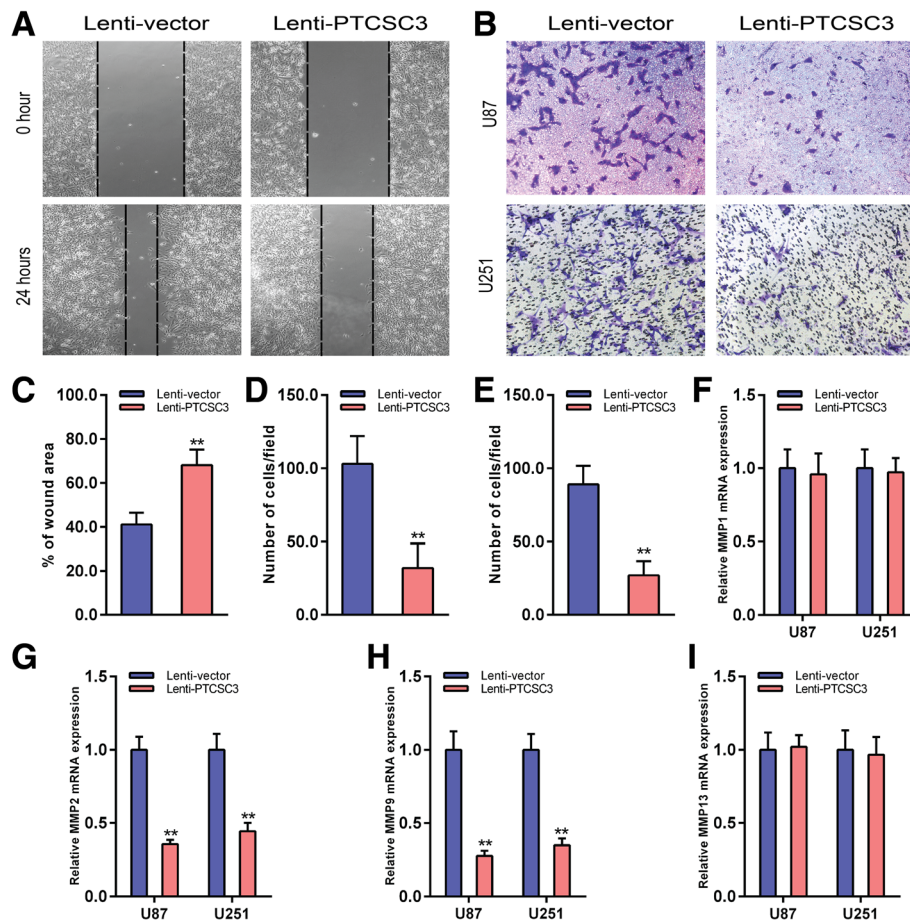 A
Lenti-vector
Lenti-PTCSC3
0 hour
24 hours
B
Lenti-vector
Lenti-PTCSC3
U87
U251
C
Lenti-vector
Lenti-PTCSC3
% of wound area
100.0
80.0
60.0
40.0
20.0
0.0
**
D
Lenti-vector
Lenti-PTCSC3
Number of cells/field
150.0
100.0
50.0
0.0
**
E
Lenti-vector
Lenti-PTCSC3
Number of cells/field
150.0
100.0
50.0
0.0
**
F
Lenti-vector
Lenti-PTCSC3
Relative MMP1 mRNA expression
1.5
1.0
0.5
0.0
U87
U251
G
Lenti-vector
Lenti-PTCSC3
Relative MMP2 mRNA expression
1.5
1.0
0.5
0.0
**
**
U87
U251
H
Lenti-vector
Lenti-PTCSC3
Relative MMP9 mRNA expression
1.5
1.0
0.5
0.0
**
**
U87
U251
I
Lenti-vector
Lenti-PTCSC3
Relative MMP13 mRNA expression
1.5
1.0
0.5
0.0
U87
U251